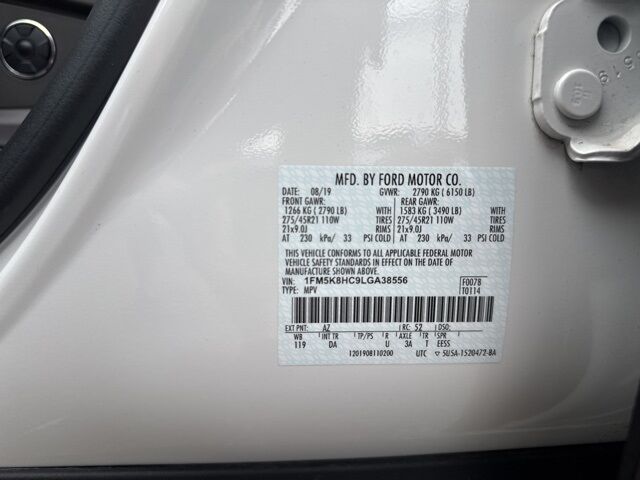 MFD. BY FORD MOTOR CO.
DATE: 08/19 GVWR: 2790 KG ( 6150 LB)
FRONT GAWR: REAR GAWR:
1266 KG ( 2790 LB) WITH 1583 KG ( 3490 LB) WITH
275/45R21 110W TIRES 275/45R21 110W TIRES
21x9.0J RIMS 21x9.0J RIMS
AT 230 kPa/ 33 PSI COLD AT 230 kPa/ 33 PSI COLD
THIS VEHICLE CONFORMS TO ALL APPLICABLE FEDERAL MOTOR
VEHICLE SAFETY STANDARDS IN EFFECT ON THE DATE OF MANUFACTURE
SHOWN ABOVE.
VIN: 1FM5K8HC9LGA38556 F0078
TYPE: MPV T0114
EXT PNT: AZ RC: 52 DSO:
WB INT TR TP/PS R AXLE TR SPR
119 DA U 3A T EESS
1201908110200 UTC 5U5A-1520472-BA